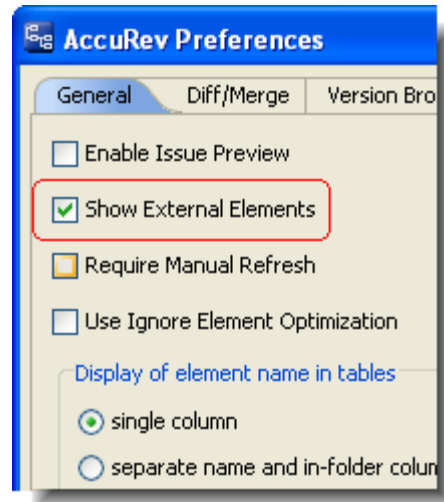 AccuRev Preferences
General Diff/Merge Version Bro
Enable Issue Preview
Show External Elements
Require Manual Refresh
Use Ignore Element Optimization
Display of element name in tables
single column
separate name and in-folder colum